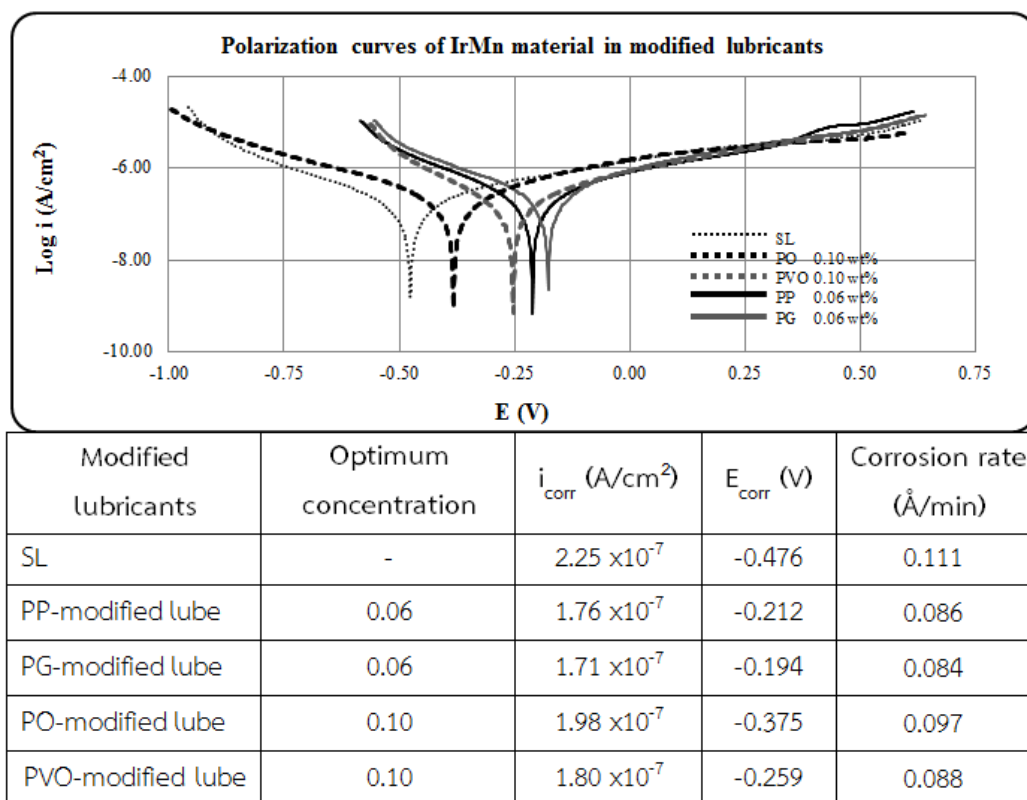 Polarization curves of IrMn material in modified lubricants
-4.00
-6.00
-8.00
-10.00
Log i (A/cm²)
SL
PO 0.10 wt%
PVO 0.10 wt%
PP 0.06 wt%
PG 0.06 wt%
-1.00 -0.75 -0.50 -0.25 0.00 0.25 0.50 0.75
E (V)
Modified lubricants Optimum concentration i_corr (A/cm²) E_corr (V) Corrosion rate (Å/min)
SL - 2.25 x10⁻⁷ -0.476 0.111
PP-modified lube 0.06 1.76 x10⁻⁷ -0.212 0.086
PG-modified lube 0.06 1.71 x10⁻⁷ -0.194 0.084
PO-modified lube 0.10 1.98 x10⁻⁷ -0.375 0.097
PVO-modified lube 0.10 1.80 x10⁻⁷ -0.259 0.088